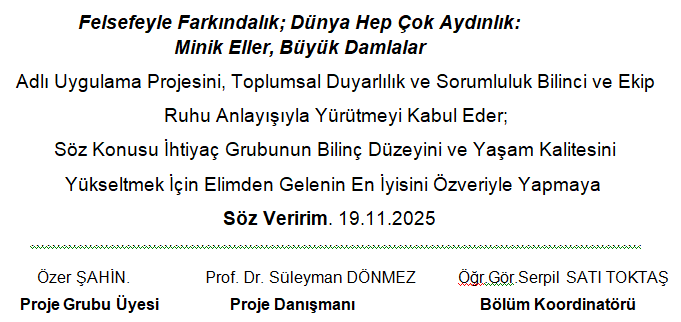 Felsefeyle Farkındalık; Dünya Hep Çok Aydınlık:
Minik Eller, Büyük Damlalar
Adlı Uygulama Projesini, Toplumsal Duyarlılık ve Sorumluluk Bilinci ve Ekip
Ruhu Anlayışıyla Yürütmeyi Kabul Eder;
Söz Konusu İhtiyaç Grubunun Bilinç Düzeyini ve Yaşam Kalitesini
Yükseltmek İçin Elimden Gelenin En İyisini Özveriyle Yapmaya
Söz Veririm. 19.11.2025
Özer ŞAHİN. Prof. Dr. Süleyman DÖNMEZ Öğr.Gör.Serpil SATI TOKTAŞ
Proje Grubu Üyesi Proje Danışmanı Bölüm Koordinatörü